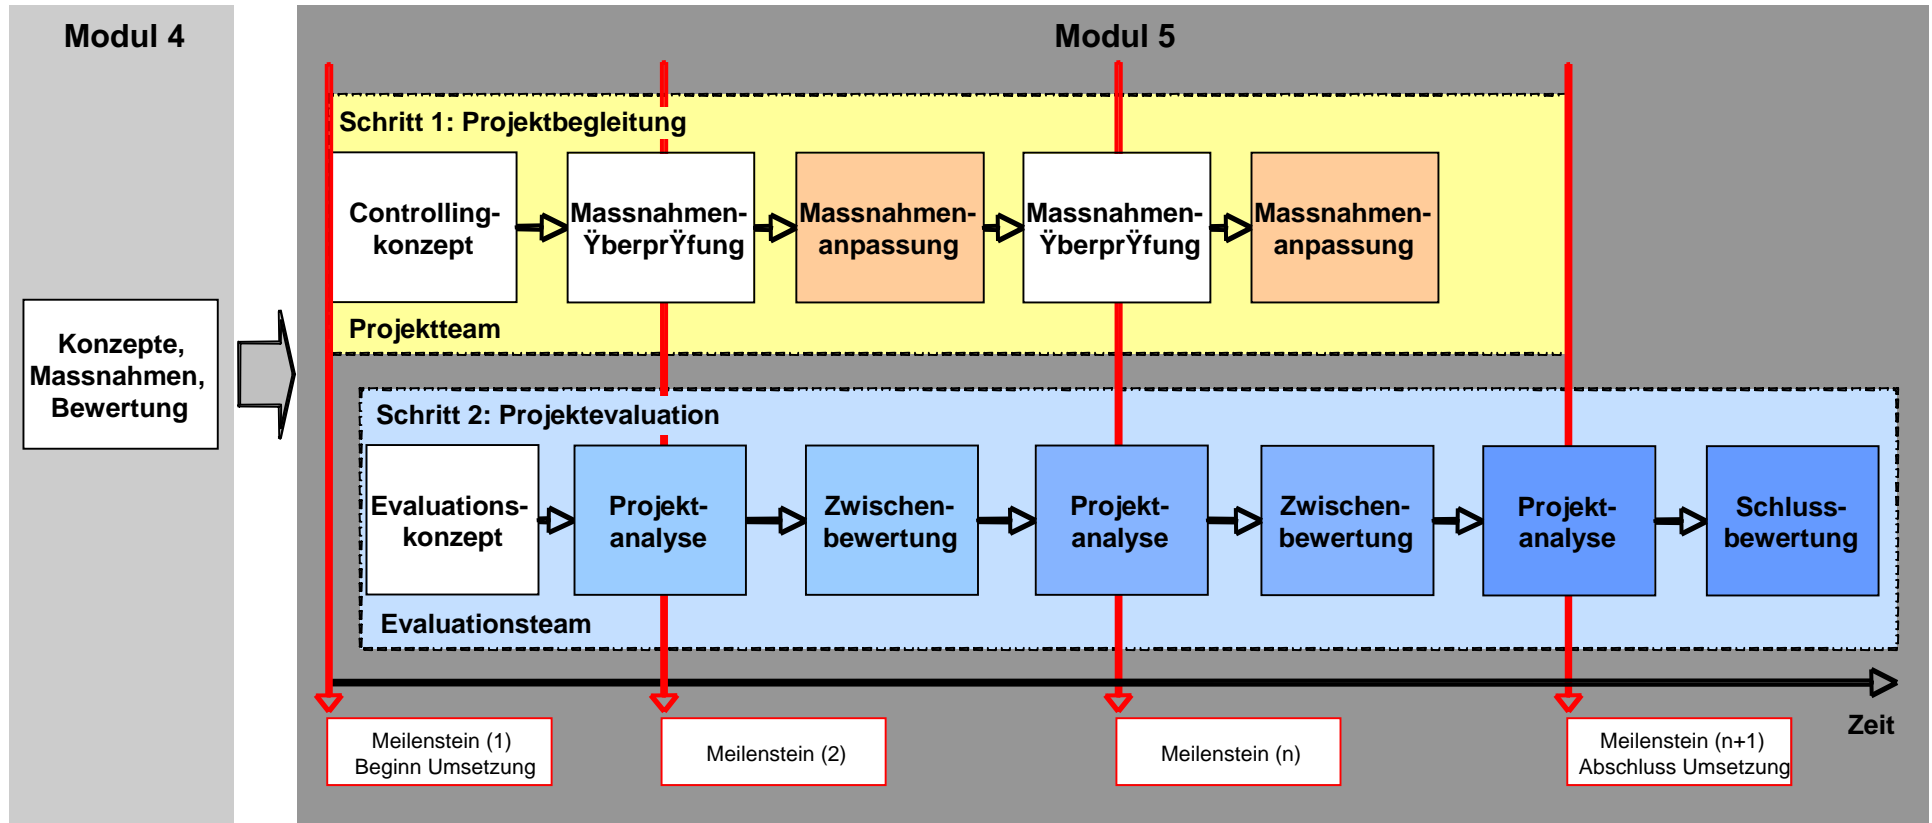 Modul 4
Modul 5
Konzepte,
Massnahmen,
Bewertung
Schritt 1: Projektbegleitung
Controlling-
konzept
Massnahmen-
ŸberprŸfung
Massnahmen-
anpassung
Massnahmen-
ŸberprŸfung
Massnahmen-
anpassung
Projektteam
Schritt 2: Projektevaluation
Evaluations-
konzept
Projekt-
analyse
Zwischen-
bewertung
Projekt-
analyse
Zwischen-
bewertung
Projekt-
analyse
Schluss-
bewertung
Evaluationsteam
Zeit
Meilenstein (1)
Beginn Umsetzung
Meilenstein (2)
Meilenstein (n)
Meilenstein (n+1)
Abschluss Umsetzung